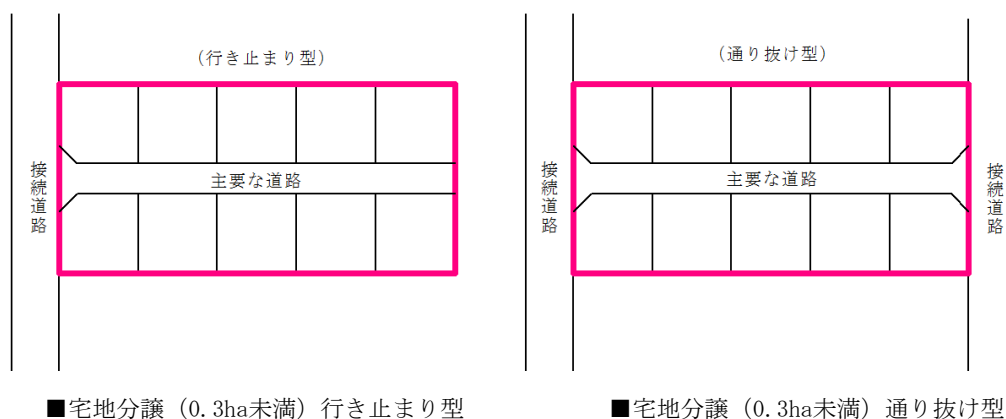 (行き止まり型)
接続道路
主要な道路
■宅地分譲（0.3ha未満）行き止まり型
(通り抜け型)
接続道路
主要な道路
接続道路
■宅地分譲（0.3ha未満）通り抜け型